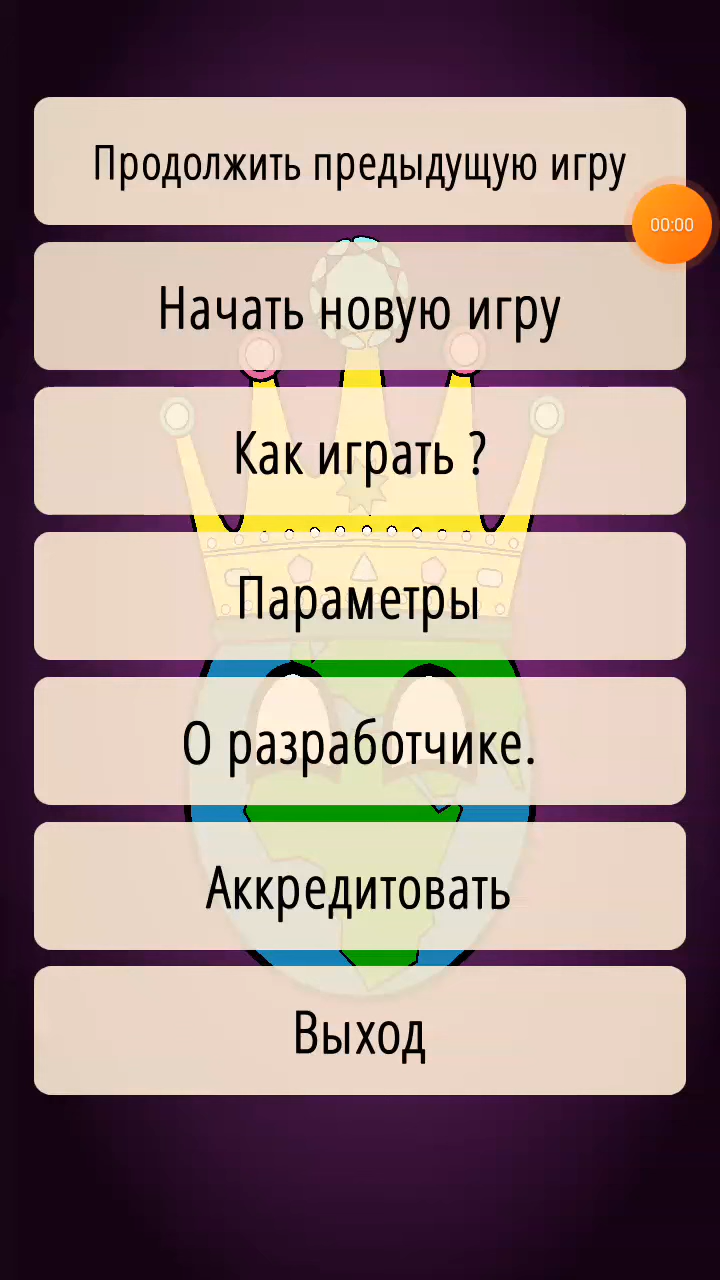 Продолжить предыдущую игру
00:00
Начать новую игру
Как играть ?
Параметры
О разработчике.
Аккредитовать
Выход